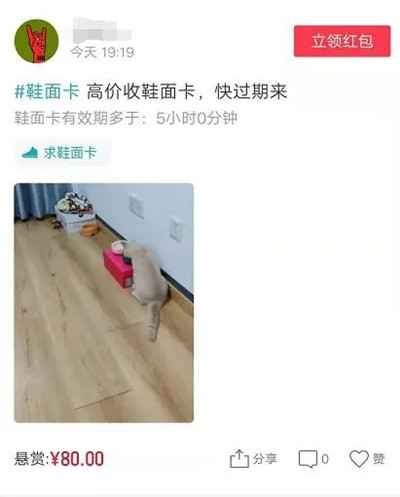 今天 19:19
立领红包
#鞋面卡 高价收鞋面卡，快过期来
鞋面卡有效期多于：5小时0分钟
求鞋面卡
悬赏:¥80.00
分享
0
赞